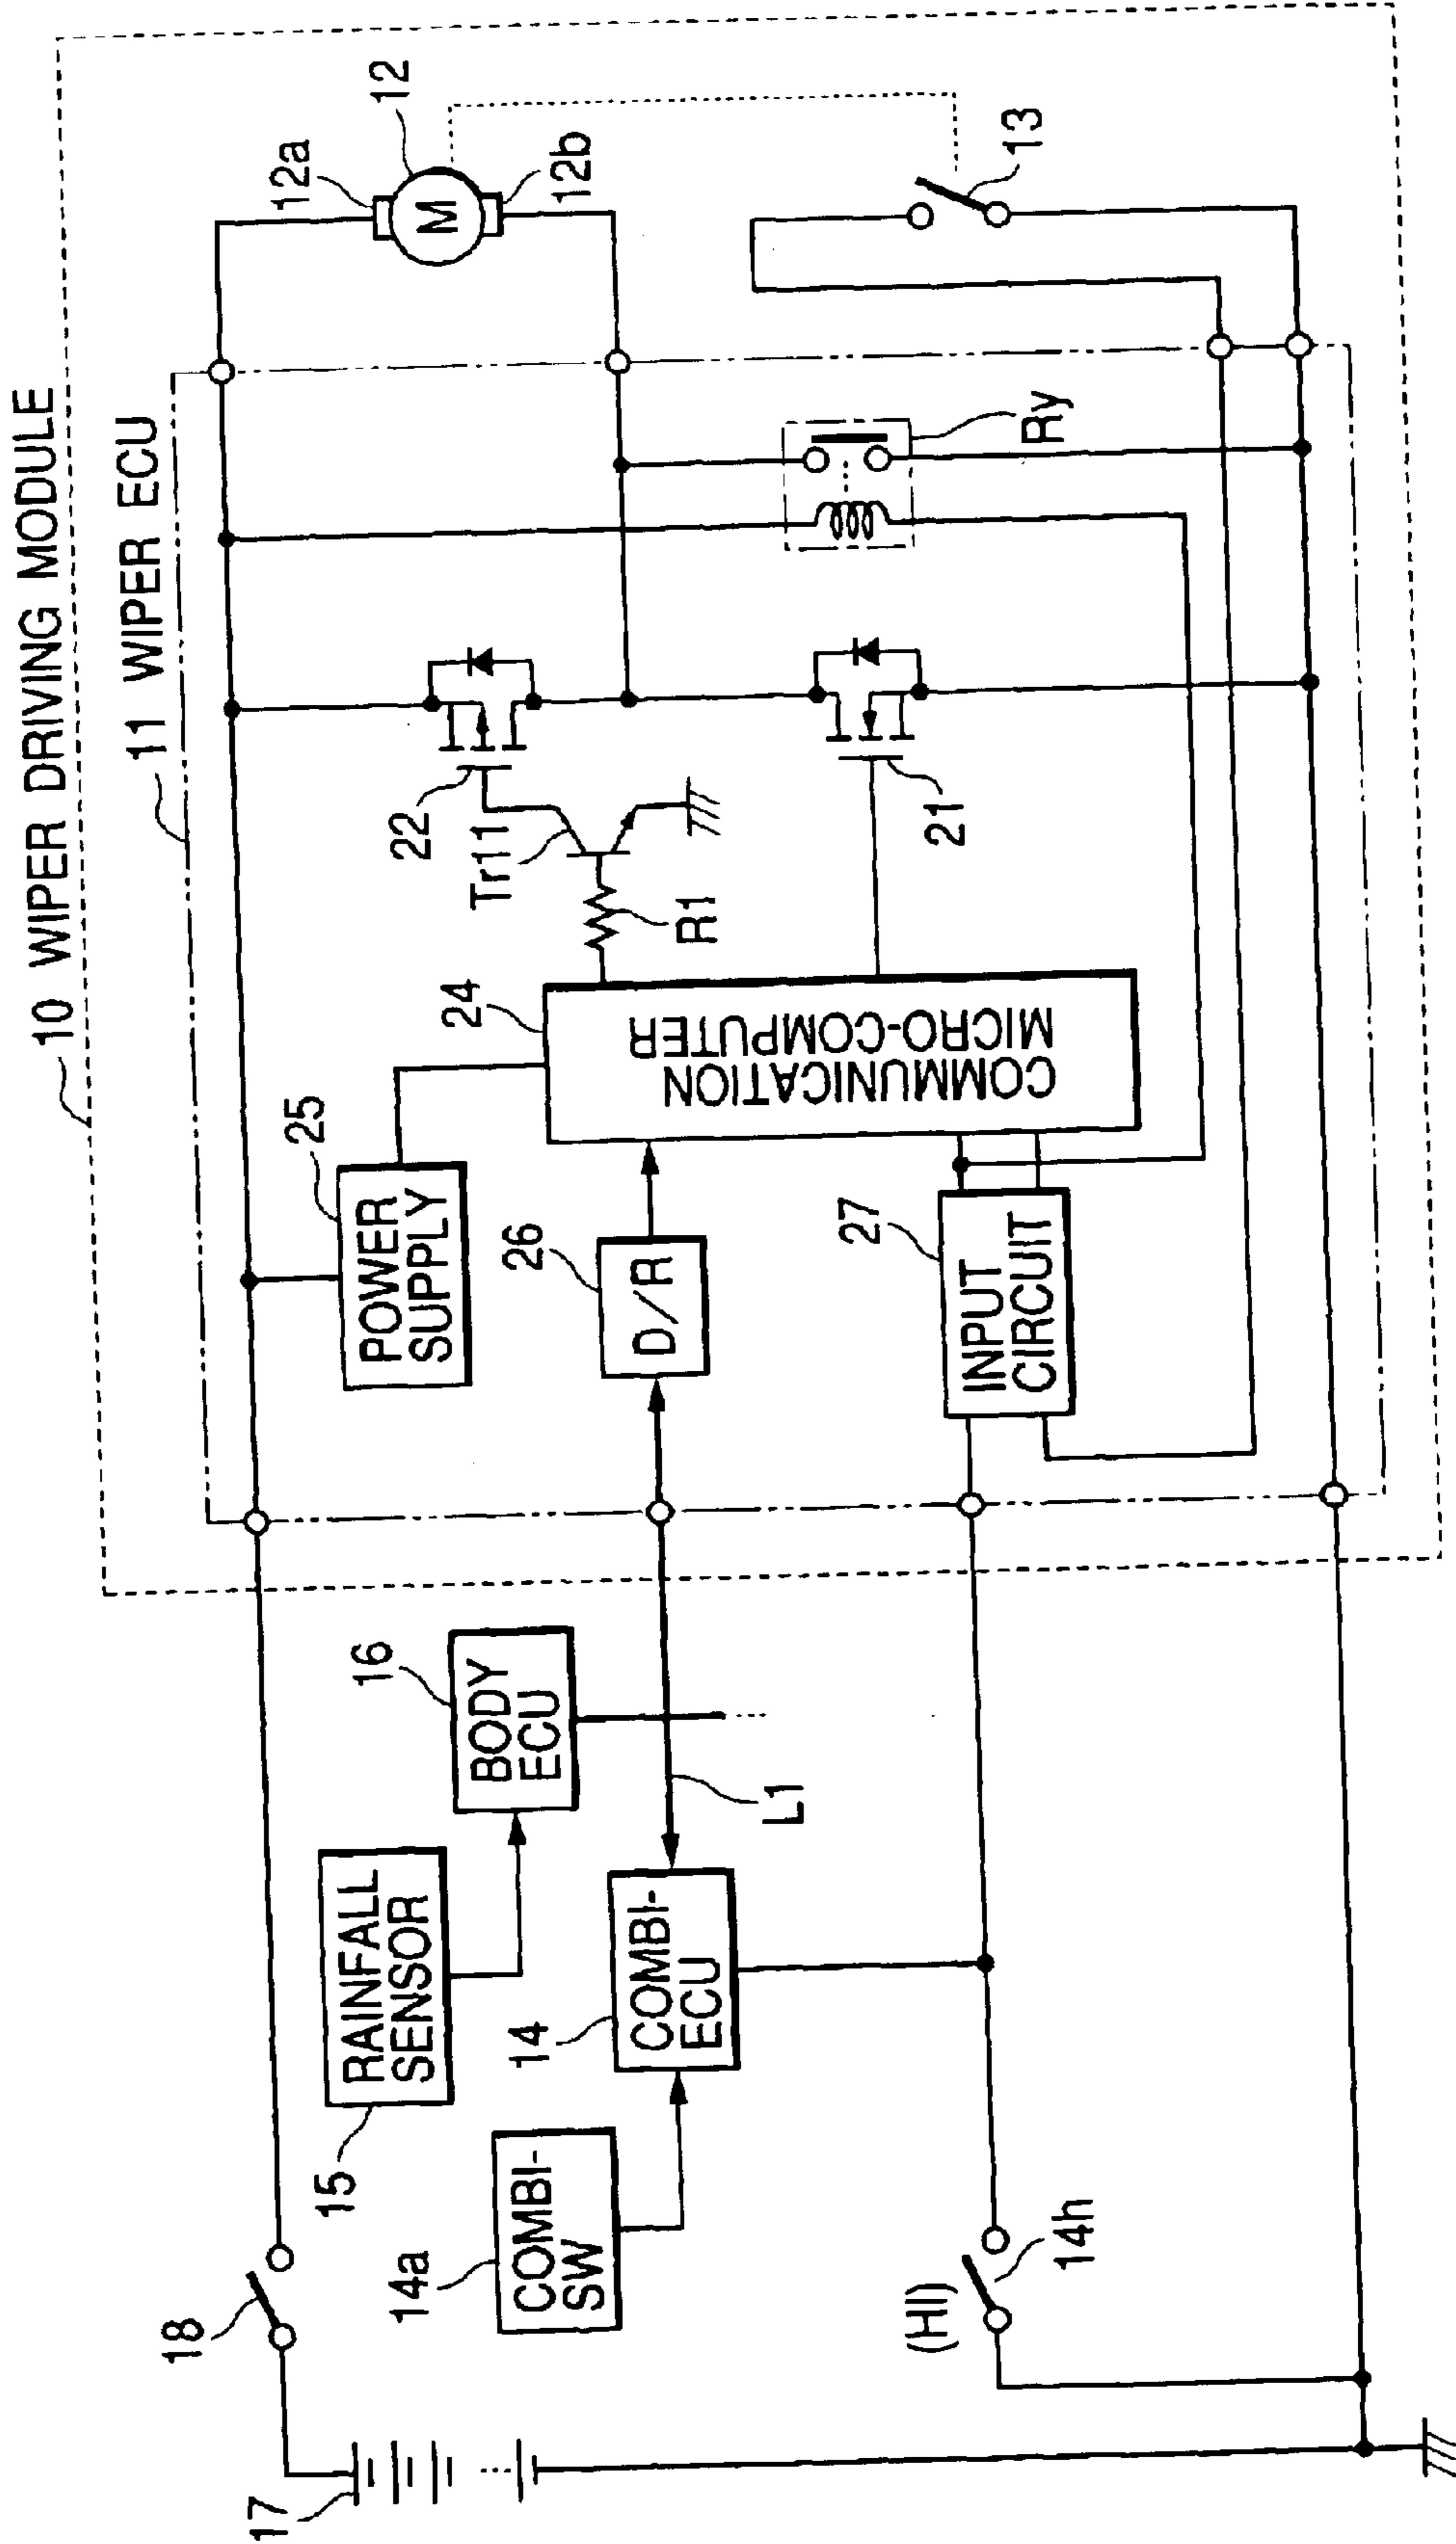 10 WIPER DRIVING MODULE
11 WIPER ECU
12a
12
M
12b
13
Ry
22
Tr11
R1
21
24
COMMUNICATION
MICRO-COMPUTER
25
POWER
SUPPLY
26
D/R
27
INPUT
CIRCUIT
16
BODY
ECU
L1
15
RAINFALL
SENSOR
14
COMBI-
ECU
14a
COMBI-
SW
18
17
(HI)
14h